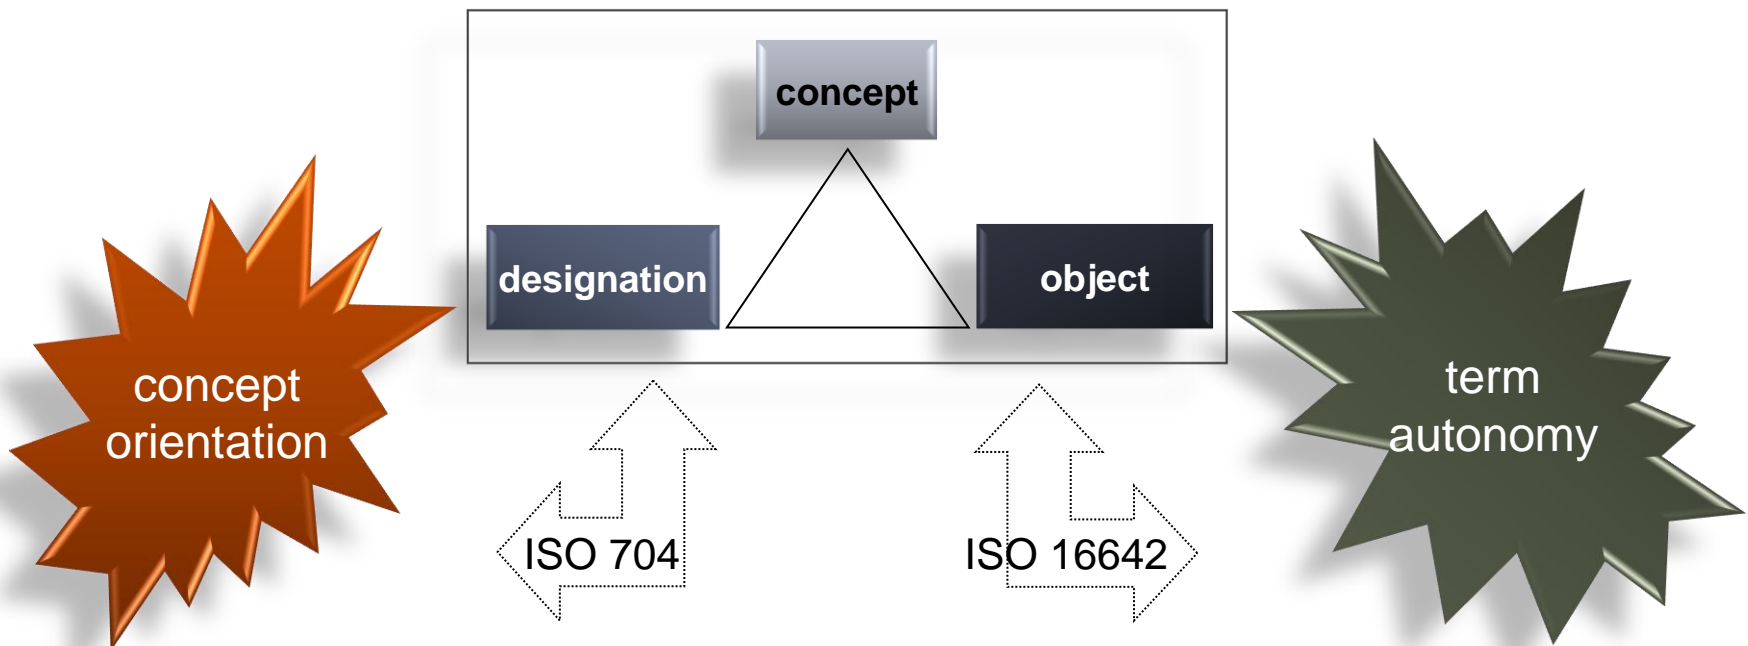 concept
designation
object
concept
orientation
term
autonomy
ISO 704
ISO 16642